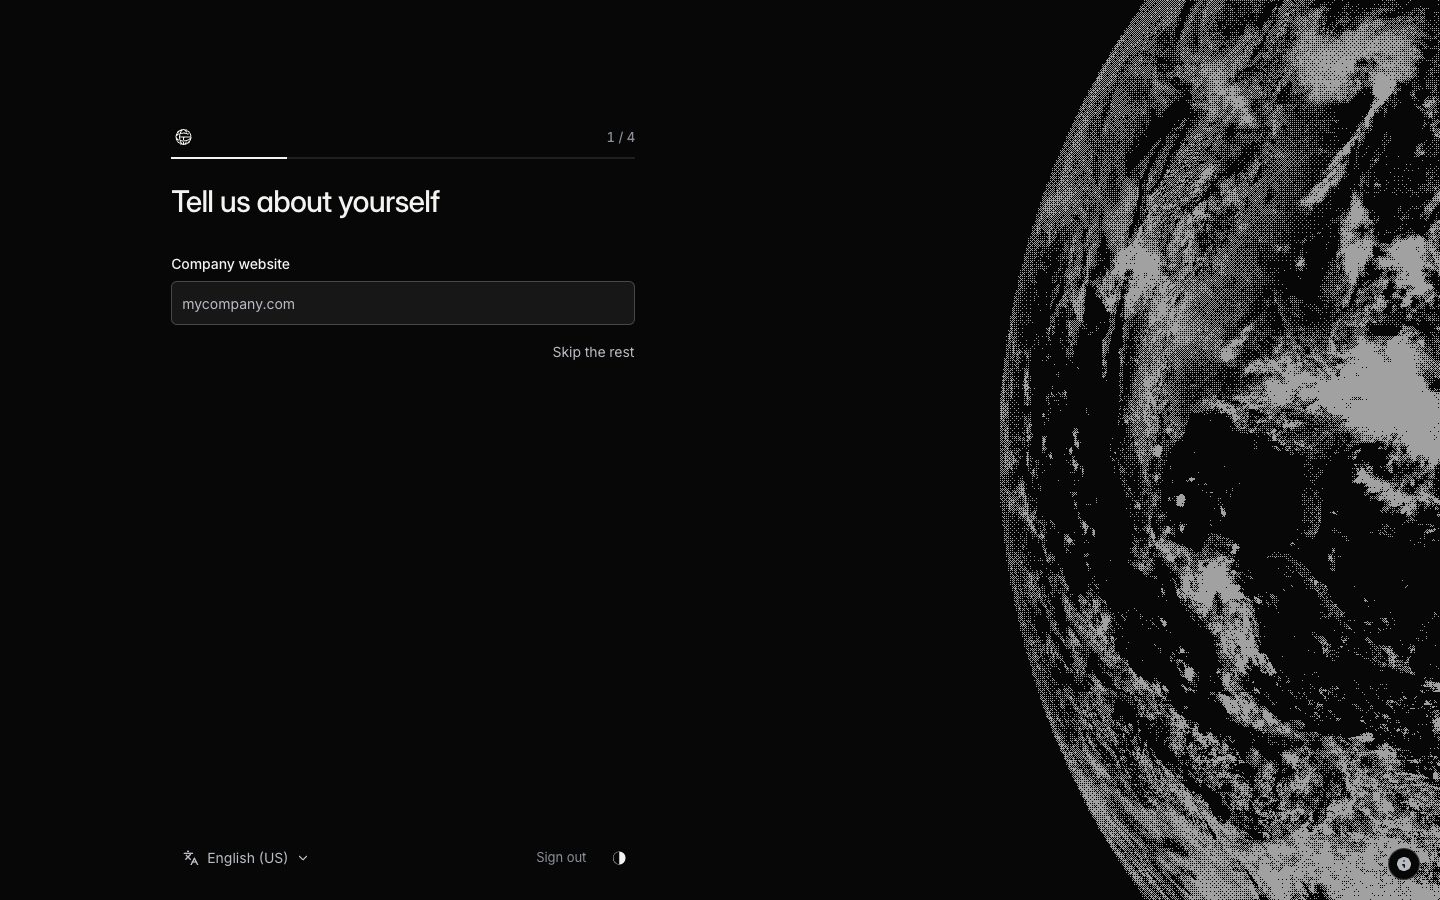 1 / 4
Tell us about yourself
Company website
mycompany.com
Skip the rest
English (US)
Sign out